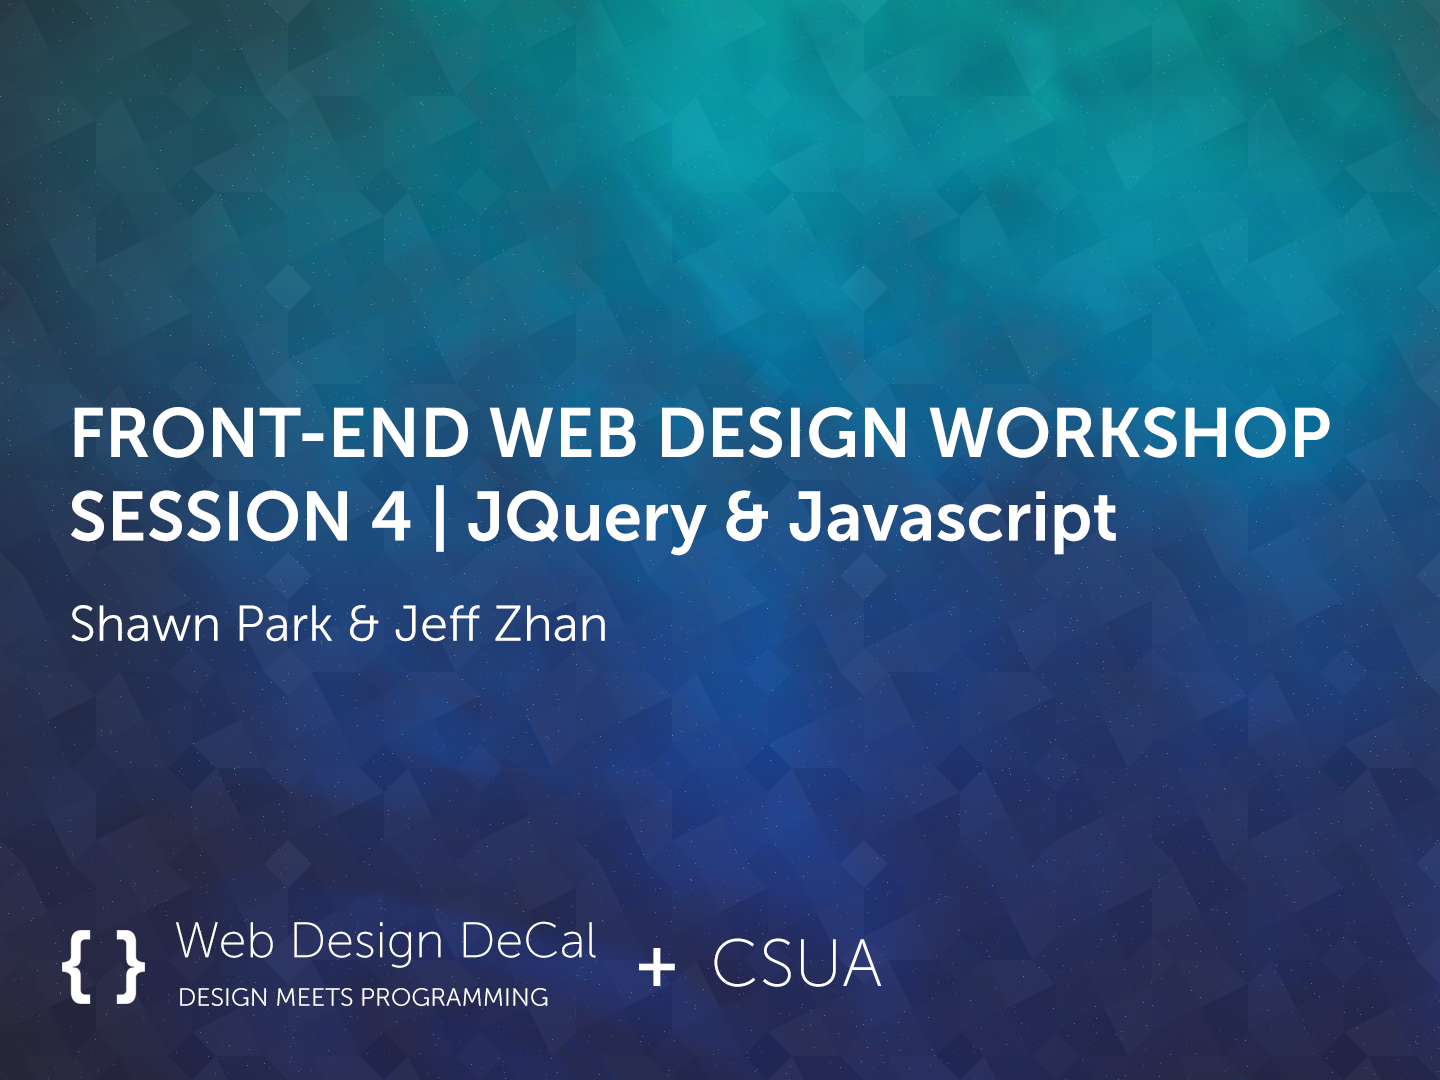 FRONT-END WEB DESIGN WORKSHOP
SESSION 4 | JQuery & Javascript
Shawn Park & Jeff Zhan
{ } Web Design DeCal + CSUA
DESIGN MEETS PROGRAMMING